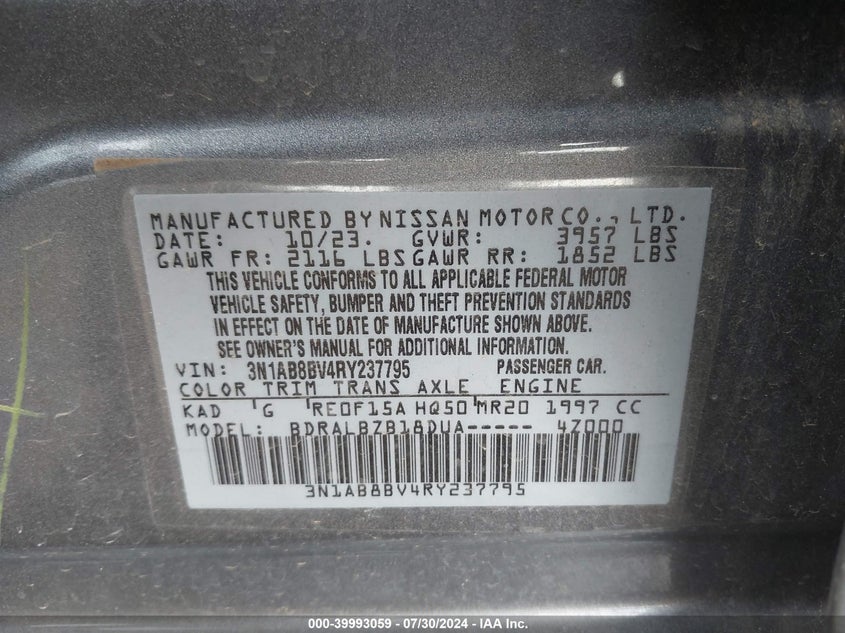 MANUFACTURED BY NISSAN MOTOR CO., LTD.
DATE: 10/23. GVWR: 3957 LBS
GAWR FR: 2116 LBS GAWR RR: 1852 LBS
THIS VEHICLE CONFORMS TO ALL APPLICABLE FEDERAL MOTOR
VEHICLE SAFETY, BUMPER AND THEFT PREVENTION STANDARDS
IN EFFECT ON THE DATE OF MANUFACTURE SHOWN ABOVE.
SEE OWNER'S MANUAL FOR ADDITIONAL INFORMATION.
VIN: 3N1AB8BV4RY237795 PASSENGER CAR.
COLOR TRIM TRANS AXLE ENGINE
KAD G RE0F15A HQ50 MR20 1997 CC
MODEL: BDRALBZB18DUA----- 4Z000
3N1AB8BV4RY237795
000-39993059 / 07/30/2024 - IAA Inc.